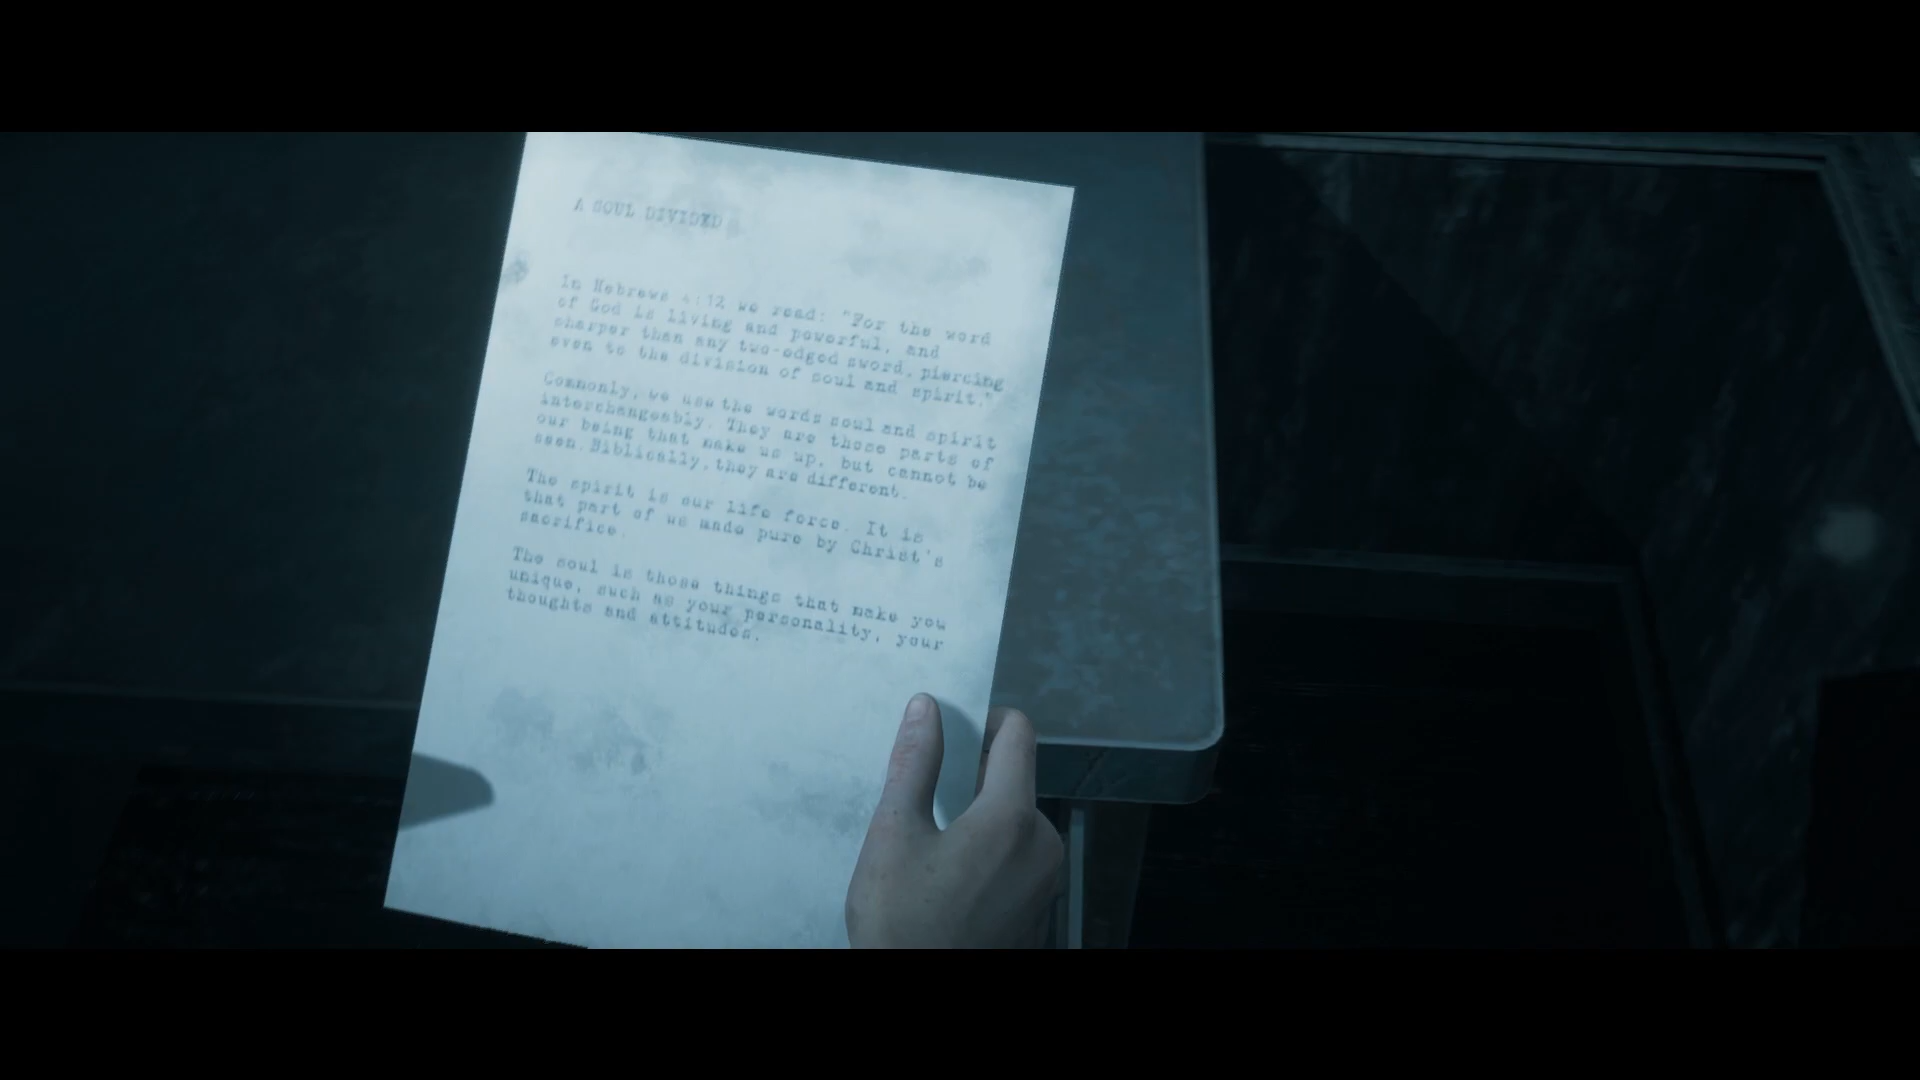 A SOUL DIVIDED
In Hebrews 4:12 we read: "For the word
of God is living and powerful, and
sharper than any two-edged sword, piercing
even to the division of soul and spirit."
Commonly, we use the words soul and spirit
interchangeably. They are those parts of
our being that make us up, but cannot be
seen. Biblically, they are different.
The spirit is our life force. It is
that part of us made pure by Christ's
sacrifice.
The soul is those things that make you
unique, such as your personality, your
thoughts and attitudes.